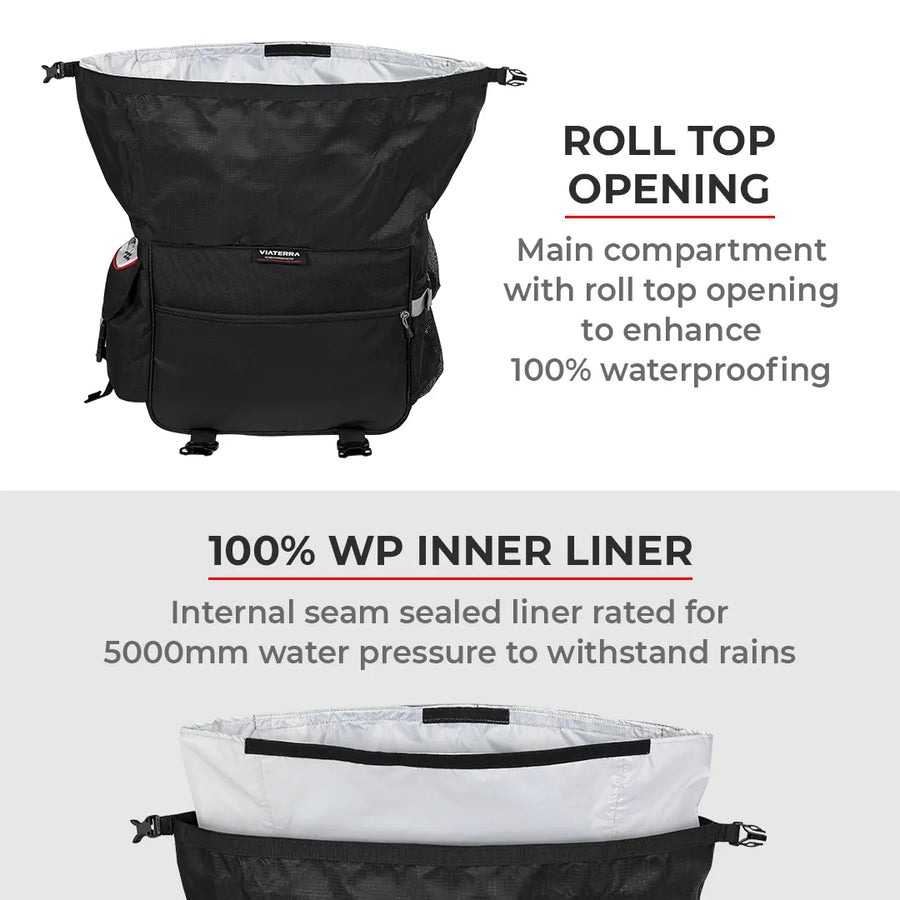 ROLL TOP
OPENING
Main compartment
with roll top opening
to enhance
100% waterproofing
VIATERRA
100% WP INNER LINER
Internal seam sealed liner rated for
5000mm water pressure to withstand rains